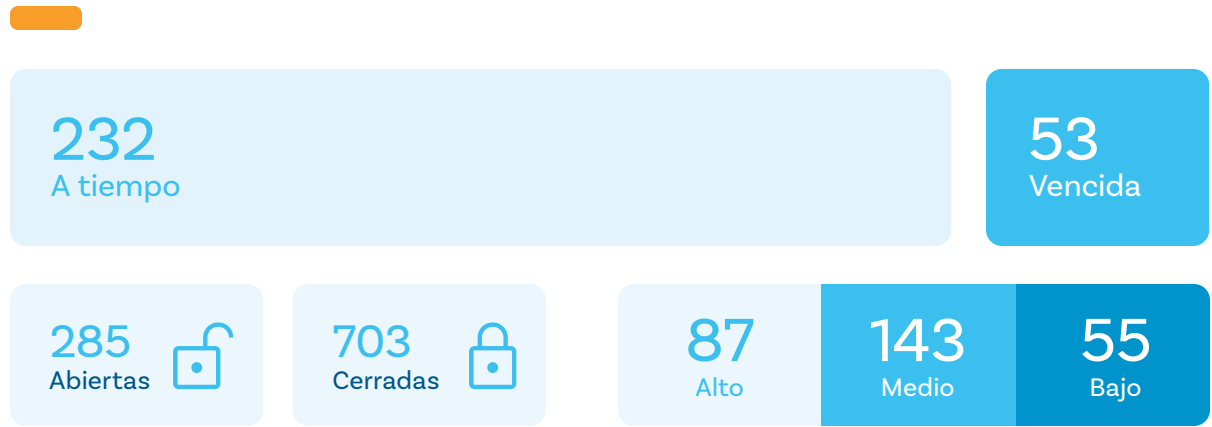 232
A tiempo
53
Vencida
285
Abiertas
703
Cerradas
87
Alto
143
Medio
55
Bajo